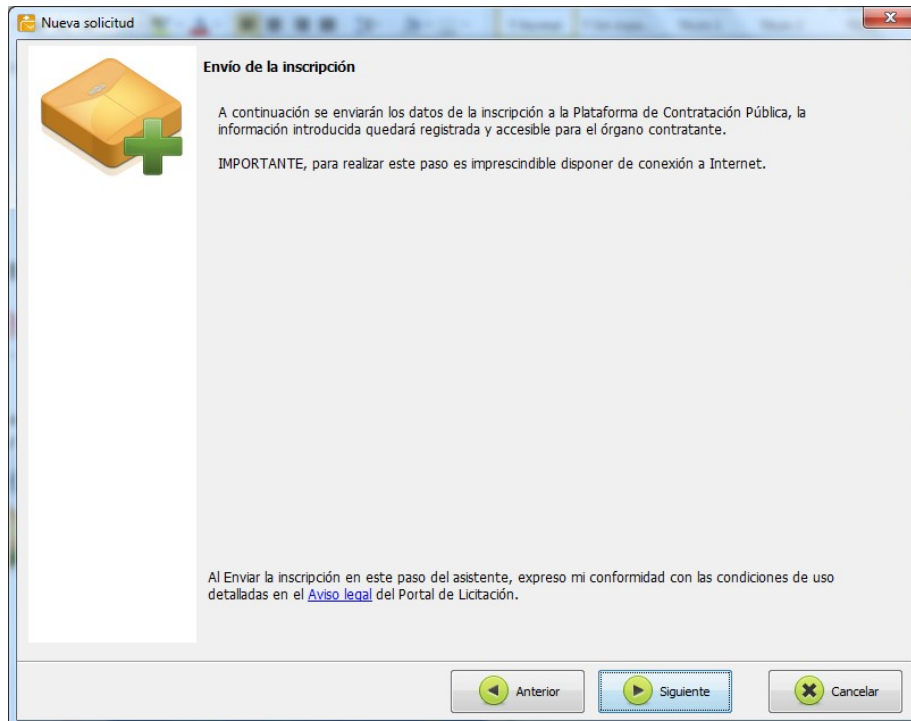 Nueva solicitud
Envío de la inscripción
A continuación se enviarán los datos de la inscripción a la Plataforma de Contratación Pública, la
información introducida quedará registrada y accesible para el órgano contratante.
IMPORTANTE, para realizar este paso es imprescindible disponer de conexión a Internet.
Al Enviar la inscripción en este paso del asistente, expreso mi conformidad con las condiciones de uso
detalladas en el Aviso legal del Portal de Licitación.
Anterior
Siguiente
Cancelar